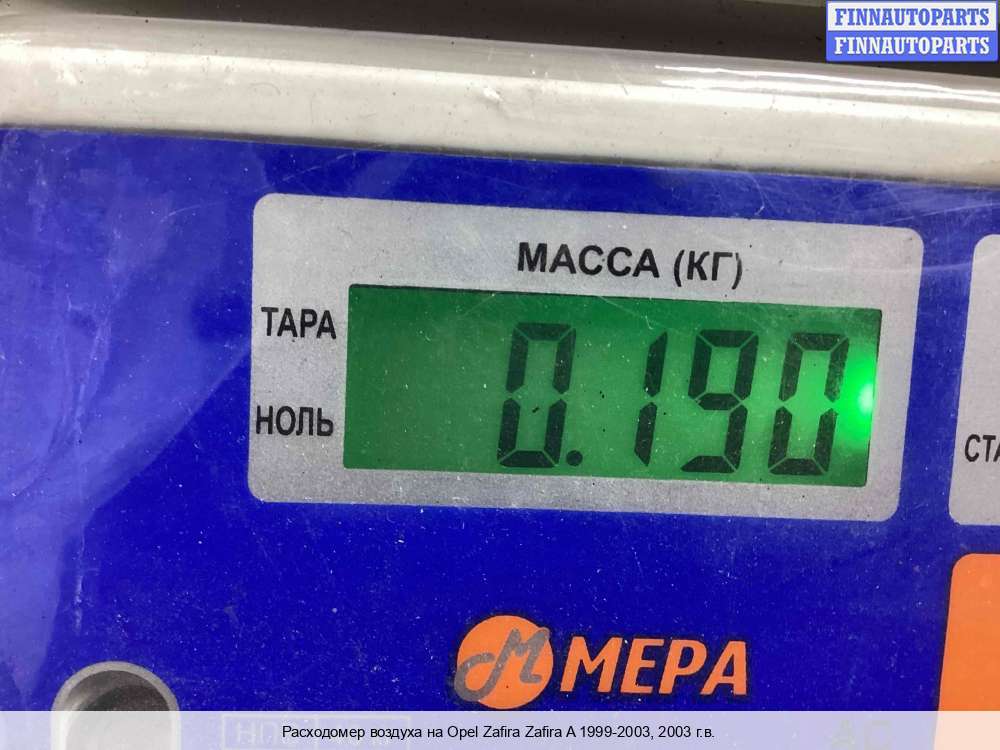 FINNAUTOPARTS
FINNAUTOPARTS
МАССА (КГ)
ТАРА
0.190
НОЛЬ
МЕРА
Расходомер воздуха на Opel Zafira Zafira A 1999-2003, 2003 г.в.